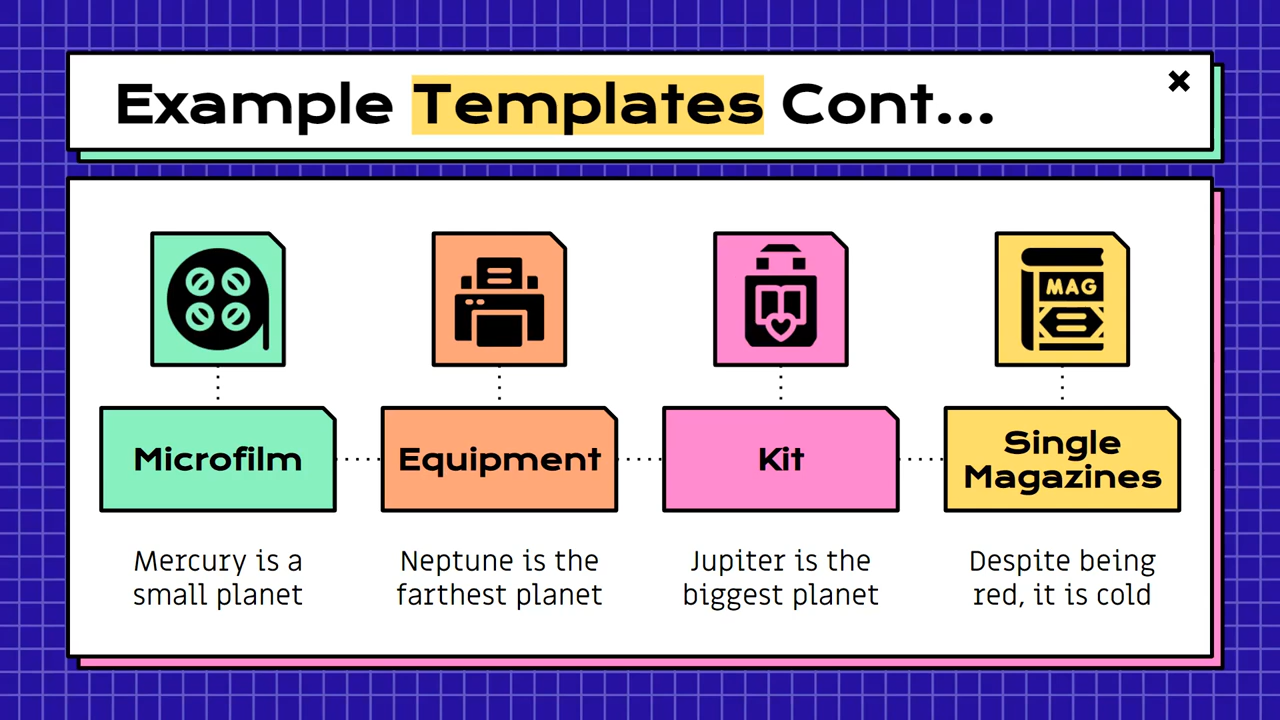 Example Templates Cont...
MAG
Microfilm
Equipment
Kit
Single
Magazines
Mercury is a
small planet
Neptune is the
farthest planet
Jupiter is the
biggest planet
Despite being
red, it is cold